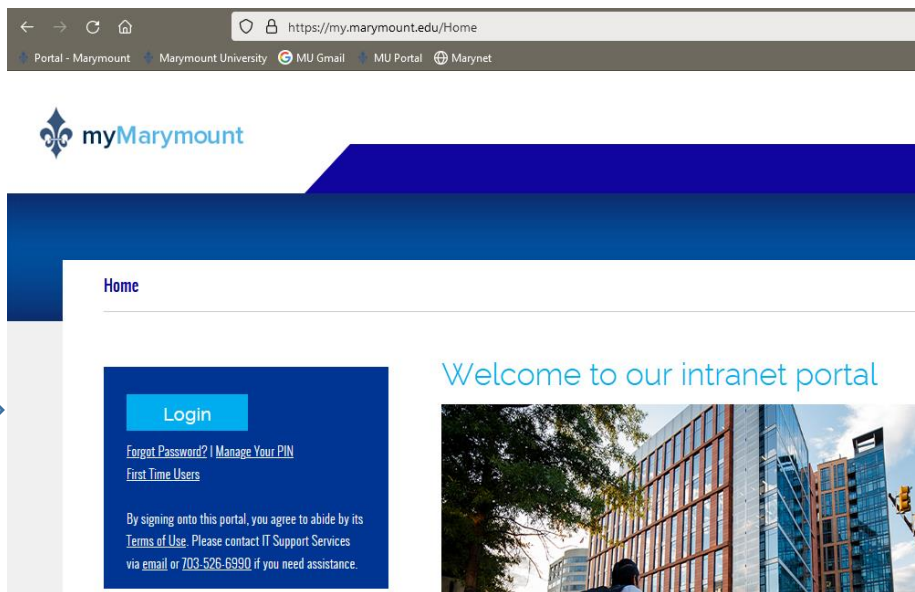 https://my.marymount.edu/Home
Portal - Marymount Marymount University MU Gmail MU Portal Marynet
myMarymount
Home
Welcome to our intranet portal
Login
Forgot Password? | Manage Your PIN
First Time Users
By signing onto this portal, you agree to abide by its
Terms of Use. Please contact IT Support Services
via email or 703-526-6990 if you need assistance.